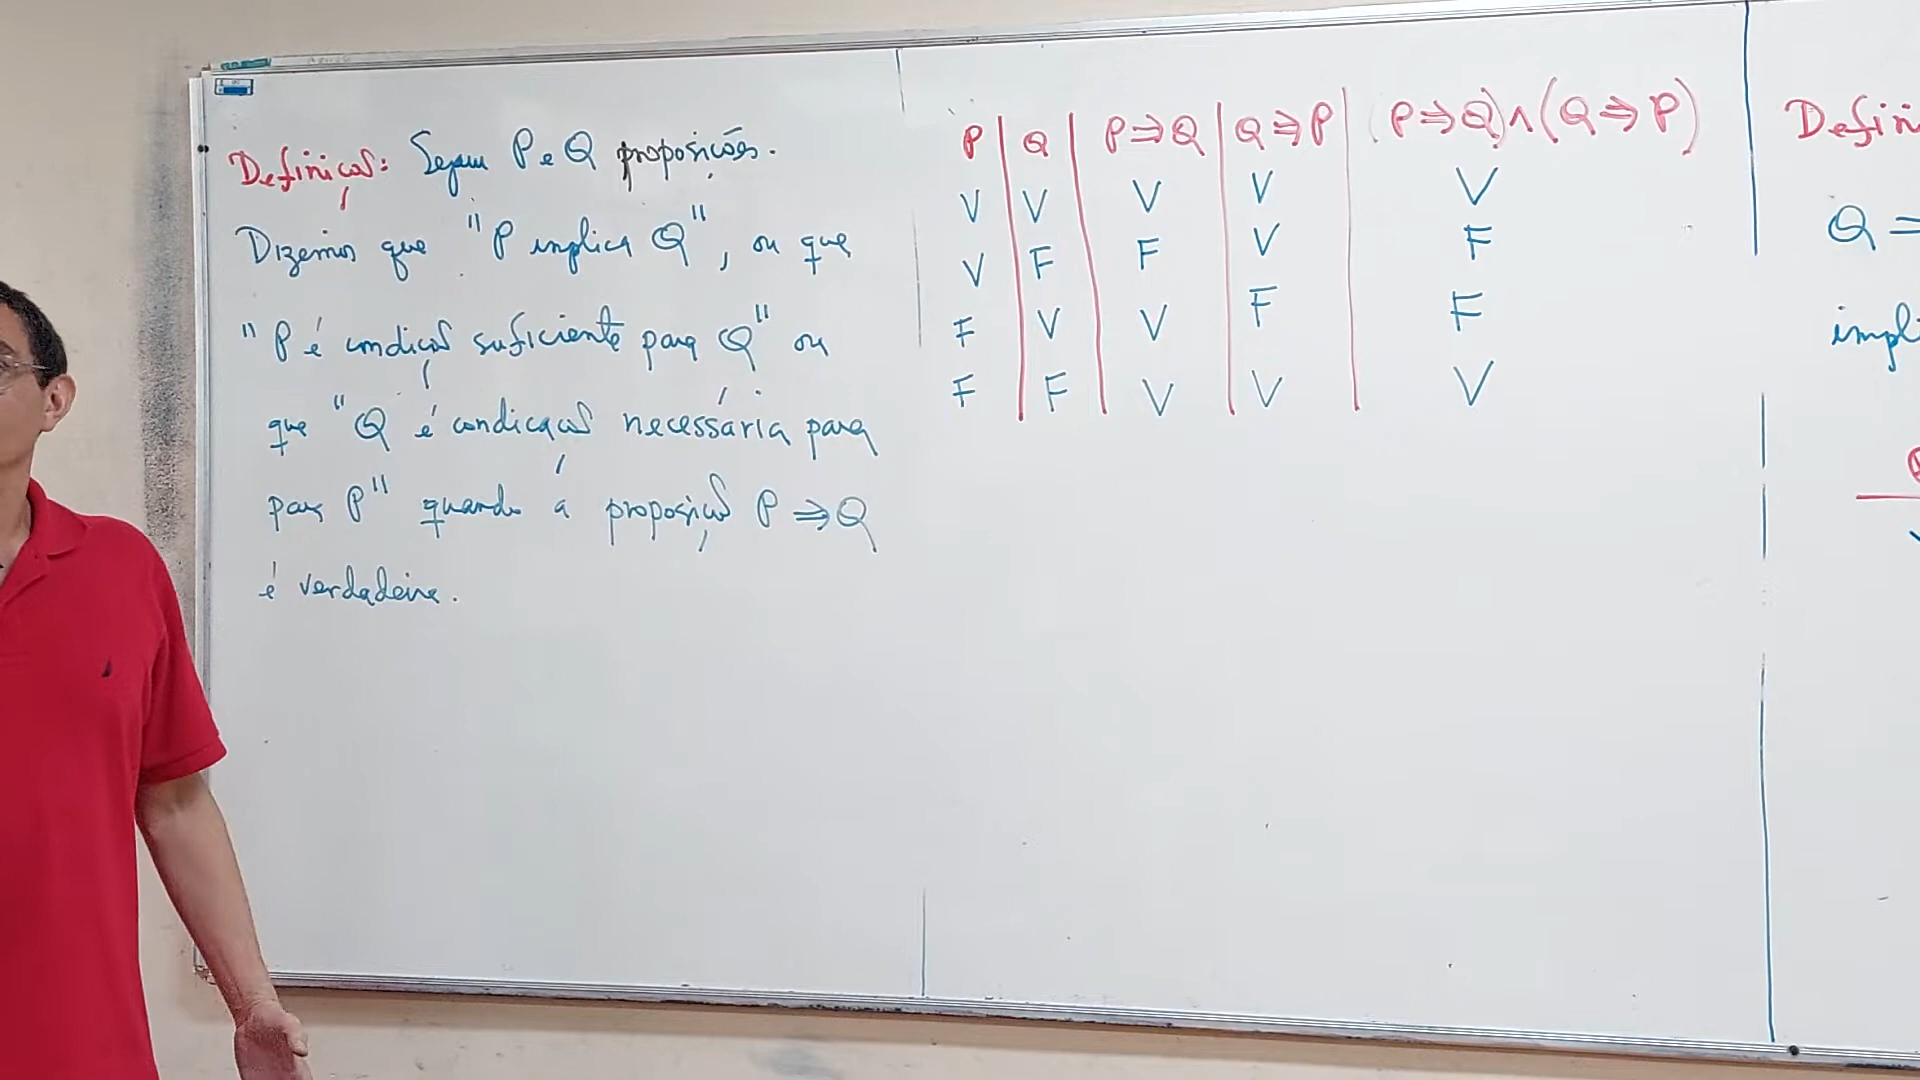 Definição: Sejam P e Q proposições.
Dizemos que "P implica Q", ou que
"P é condição suficiente para Q" ou
que "Q é condicação necessária para
para P" quando a proposição P ⇒ Q
é verdadeira.
P | Q | P ⇒ Q | Q ⇒ P | (P ⇒ Q) ∧ (Q ⇒ P)
V | V | V | V | V
V | F | F | V | F
F | V | V | F | F
F | F | V | V | V
Defini
Q =
impl